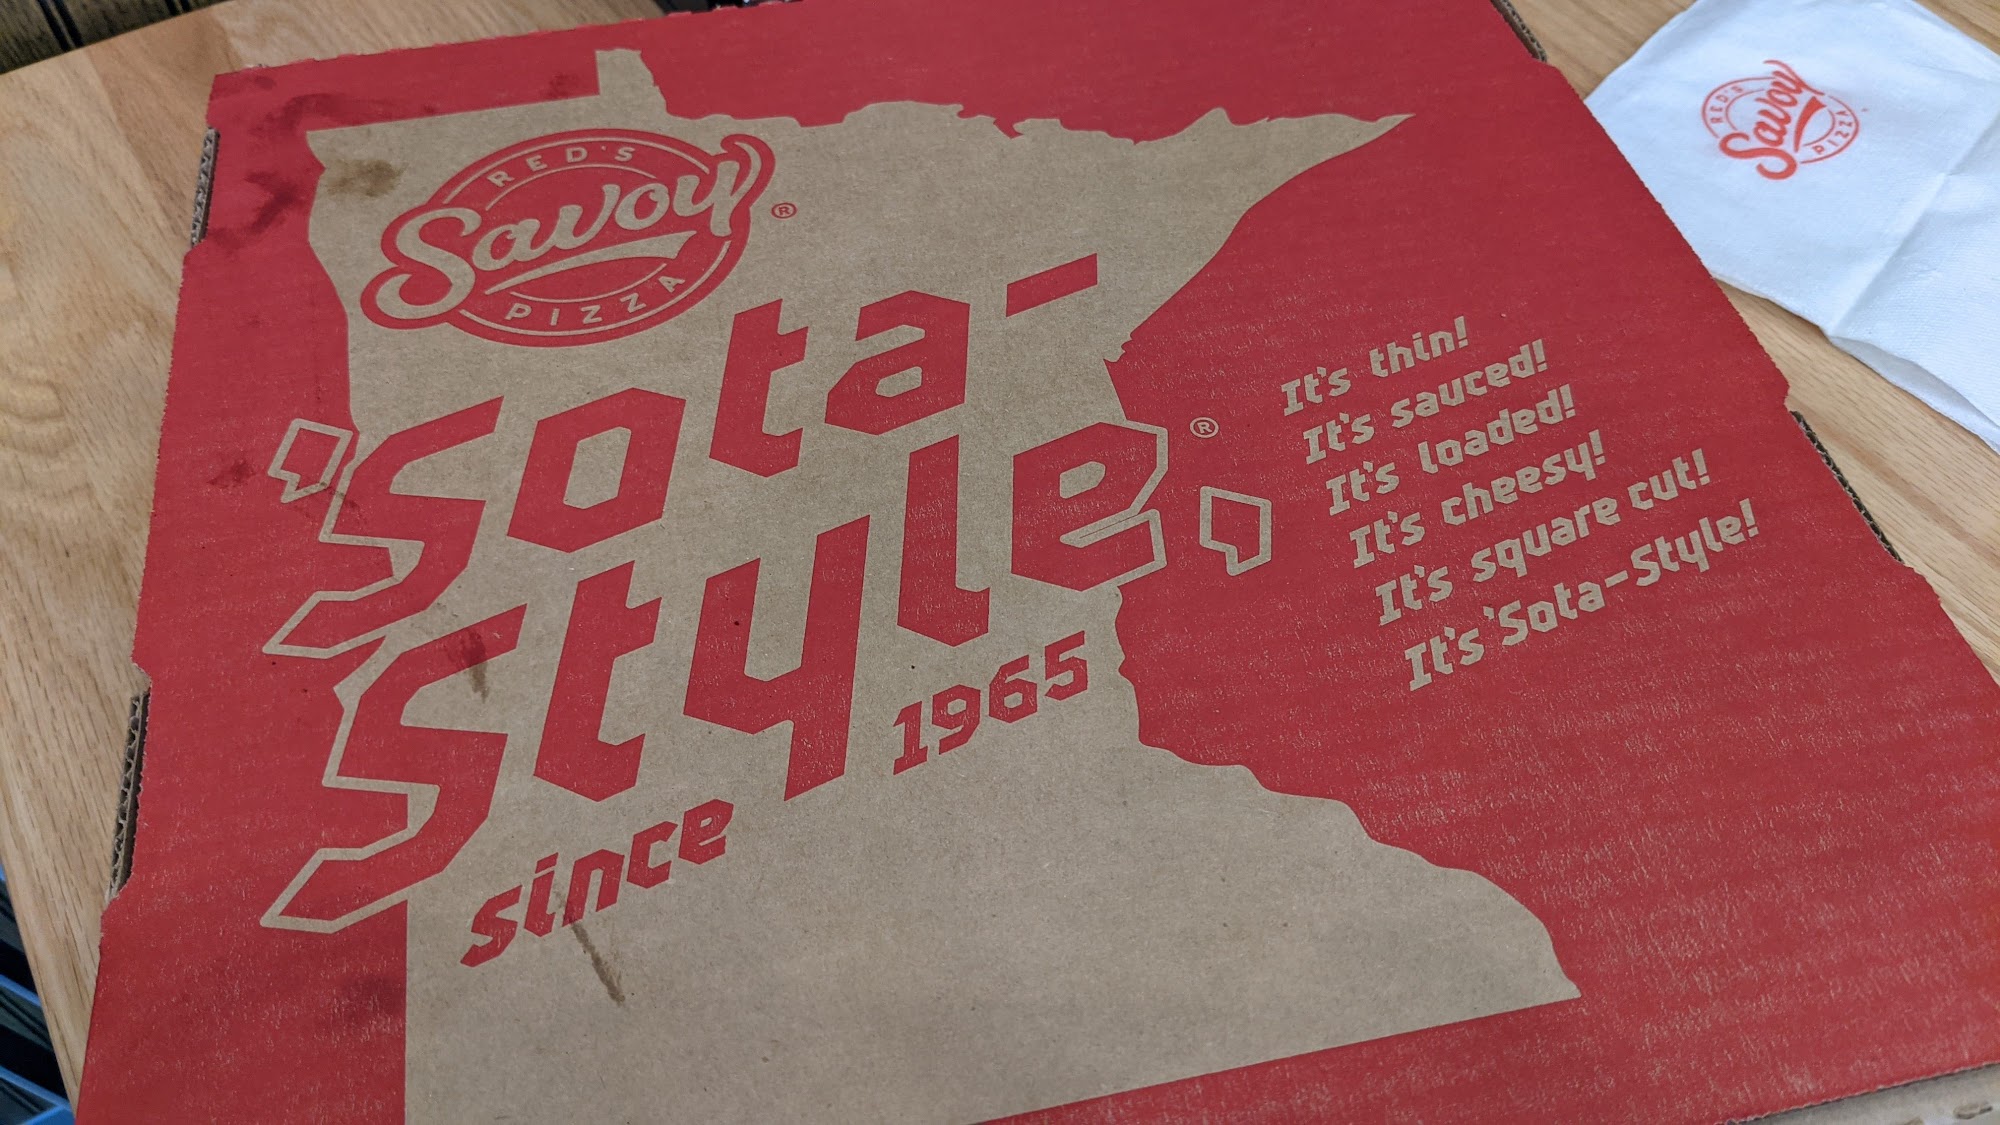 RED'S
Savoy
PIZZA
®
'Sota-
Style,
®
since 1965
It's thin!
It's sauced!
It's loaded!
It's cheesy!
It's square cut!
It's 'Sota-Style!
RED'S
Savoy
PIZZA